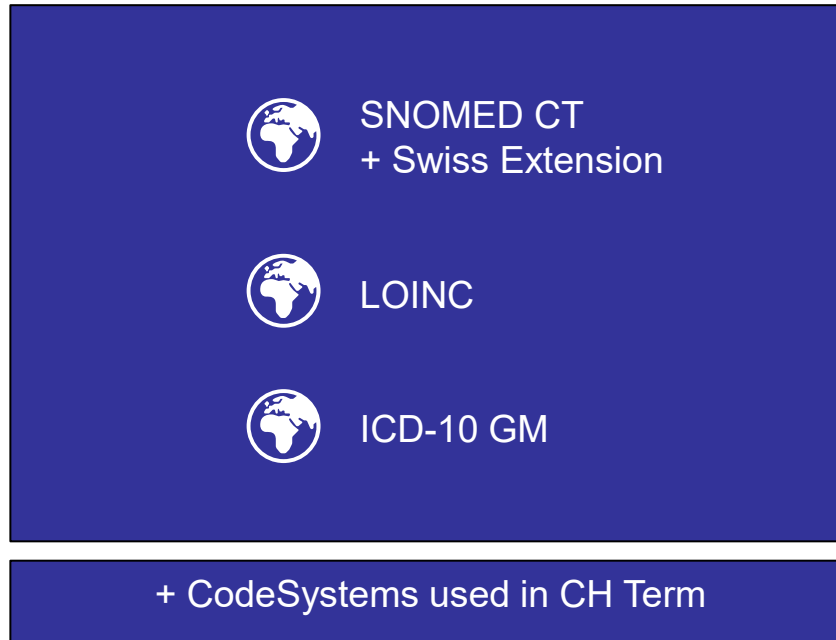 SNOMED CT
+ Swiss Extension
LOINC
ICD-10 GM
+ CodeSystems used in CH Term